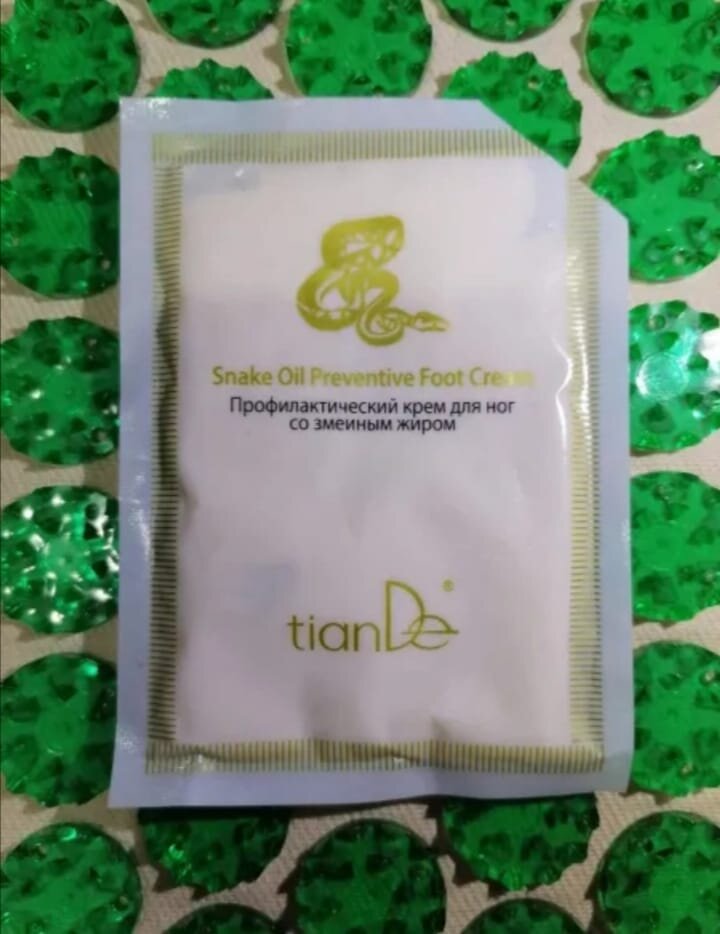 Snake Oil Preventive Foot Cream
Профилактический крем для ног
со змеиным жиром
tianDe®